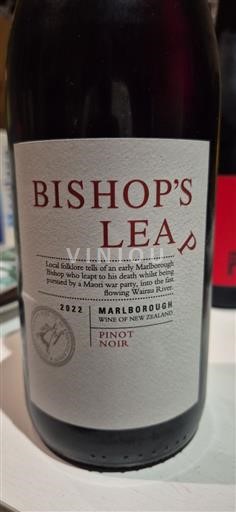 BISHOP'S
LEAP
Local folklore tells of an early Marlborough
Bishop who leapt to his death whilst being
pursued by a Maori war party, into the fast
flowing Wairau River.
2022 MARLBOROUGH
WINE OF NEW ZEALAND
PINOT
NOIR